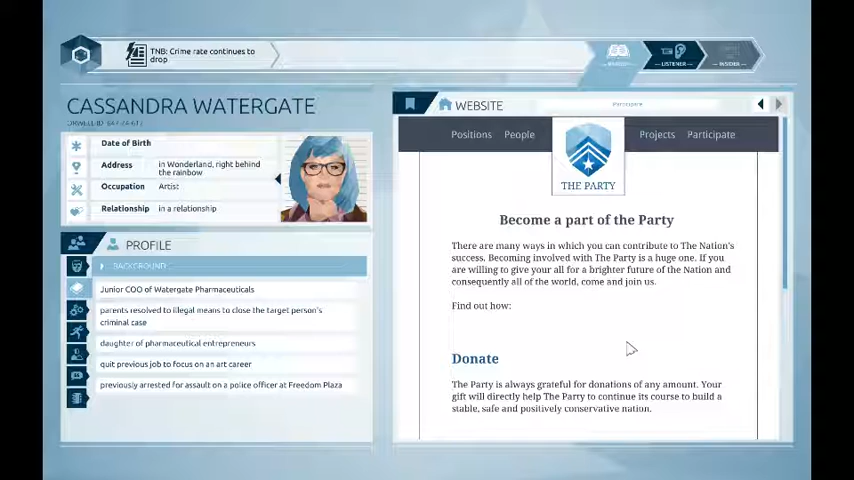 TNB: Crime rate continues to
drop
LISTENER
INSIDER
CASSANDRA WATERGATE
Date of Birth
Address
in Wonderland, right behind
the rainbow
Occupation
Artist
Relationship
in a relationship
PROFILE
BACKGROUND
Junior COO of Watergate Pharmaceuticals
parents resolved to illegal means to close the target person's
criminal case
daughter of pharmaceutical entrepreneurs
quit previous job to focus on an art career
previously arrested for assault on a police officer at Freedom Plaza
WEBSITE
Participate
Positions People Projects Participate
THE PARTY
Become a part of the Party
There are many ways in which you can contribute to The Nation's
success. Becoming involved with The Party is a huge one. If you
are willing to give your all for a brighter future of the Nation and
consequently all of the world, come and join us.
Find out how:
Donate
The Party is always grateful for donations of any amount. Your
gift will directly help The Party to continue its course to build a
stable, safe and positively conservative nation.